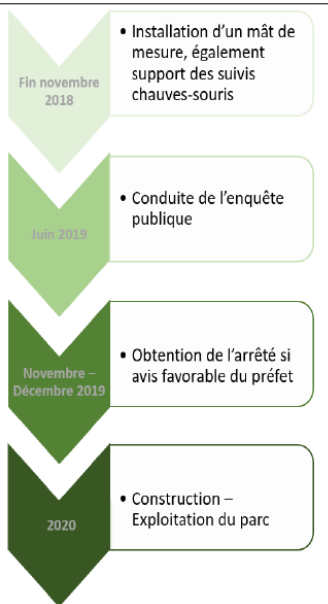 Fin novembre
2018
• Installation d'un mât de
mesure, également
support des suivis
chauves-souris
Juin 2019
• Conduite de l'enquête
publique
Novembre –
Décembre 2019
• Obtention de l'arrêté si
avis favorable du préfet
2020
• Construction –
Exploitation du parc